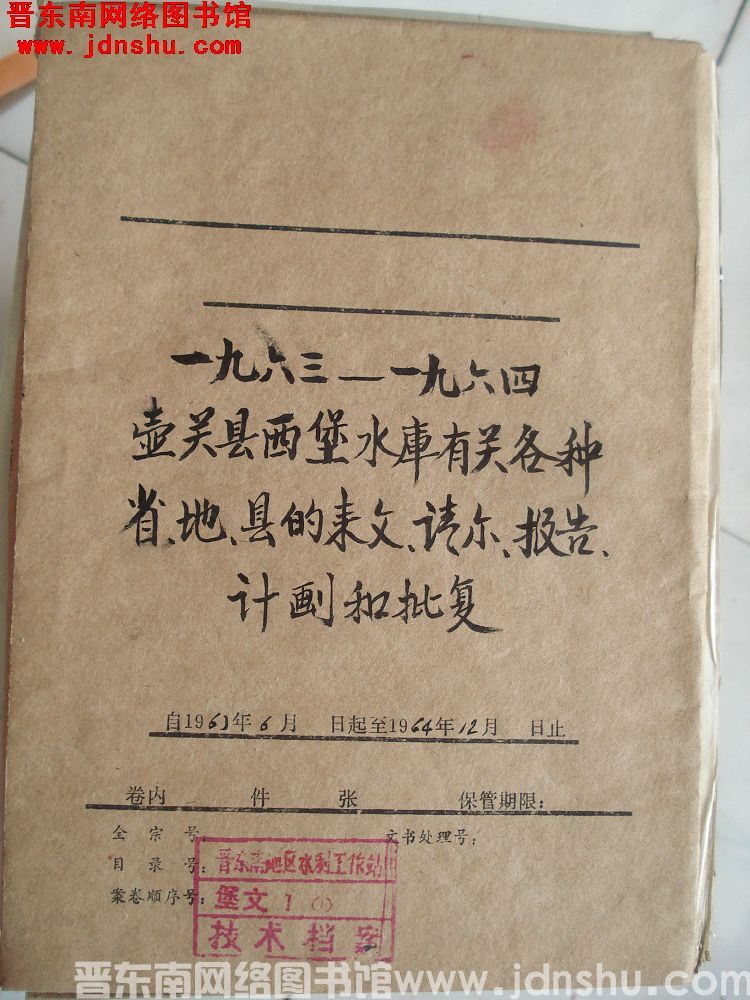 晋东南网络图书馆
www.jdnshu.com
一九六三—一九六四
壶关县西堡水庫有关各种
省、地、县的来文、请示、报告、
计划和批复
自1963年6月 日起至1964年12月 日止
卷内 件 张 保管期限：
全宗号 文书处理号：
目录号：晋东南地区水利工作站
案卷顺序号：堡文 1 (1)
技术档案
晋东南网络图书馆www.jdnshu.com